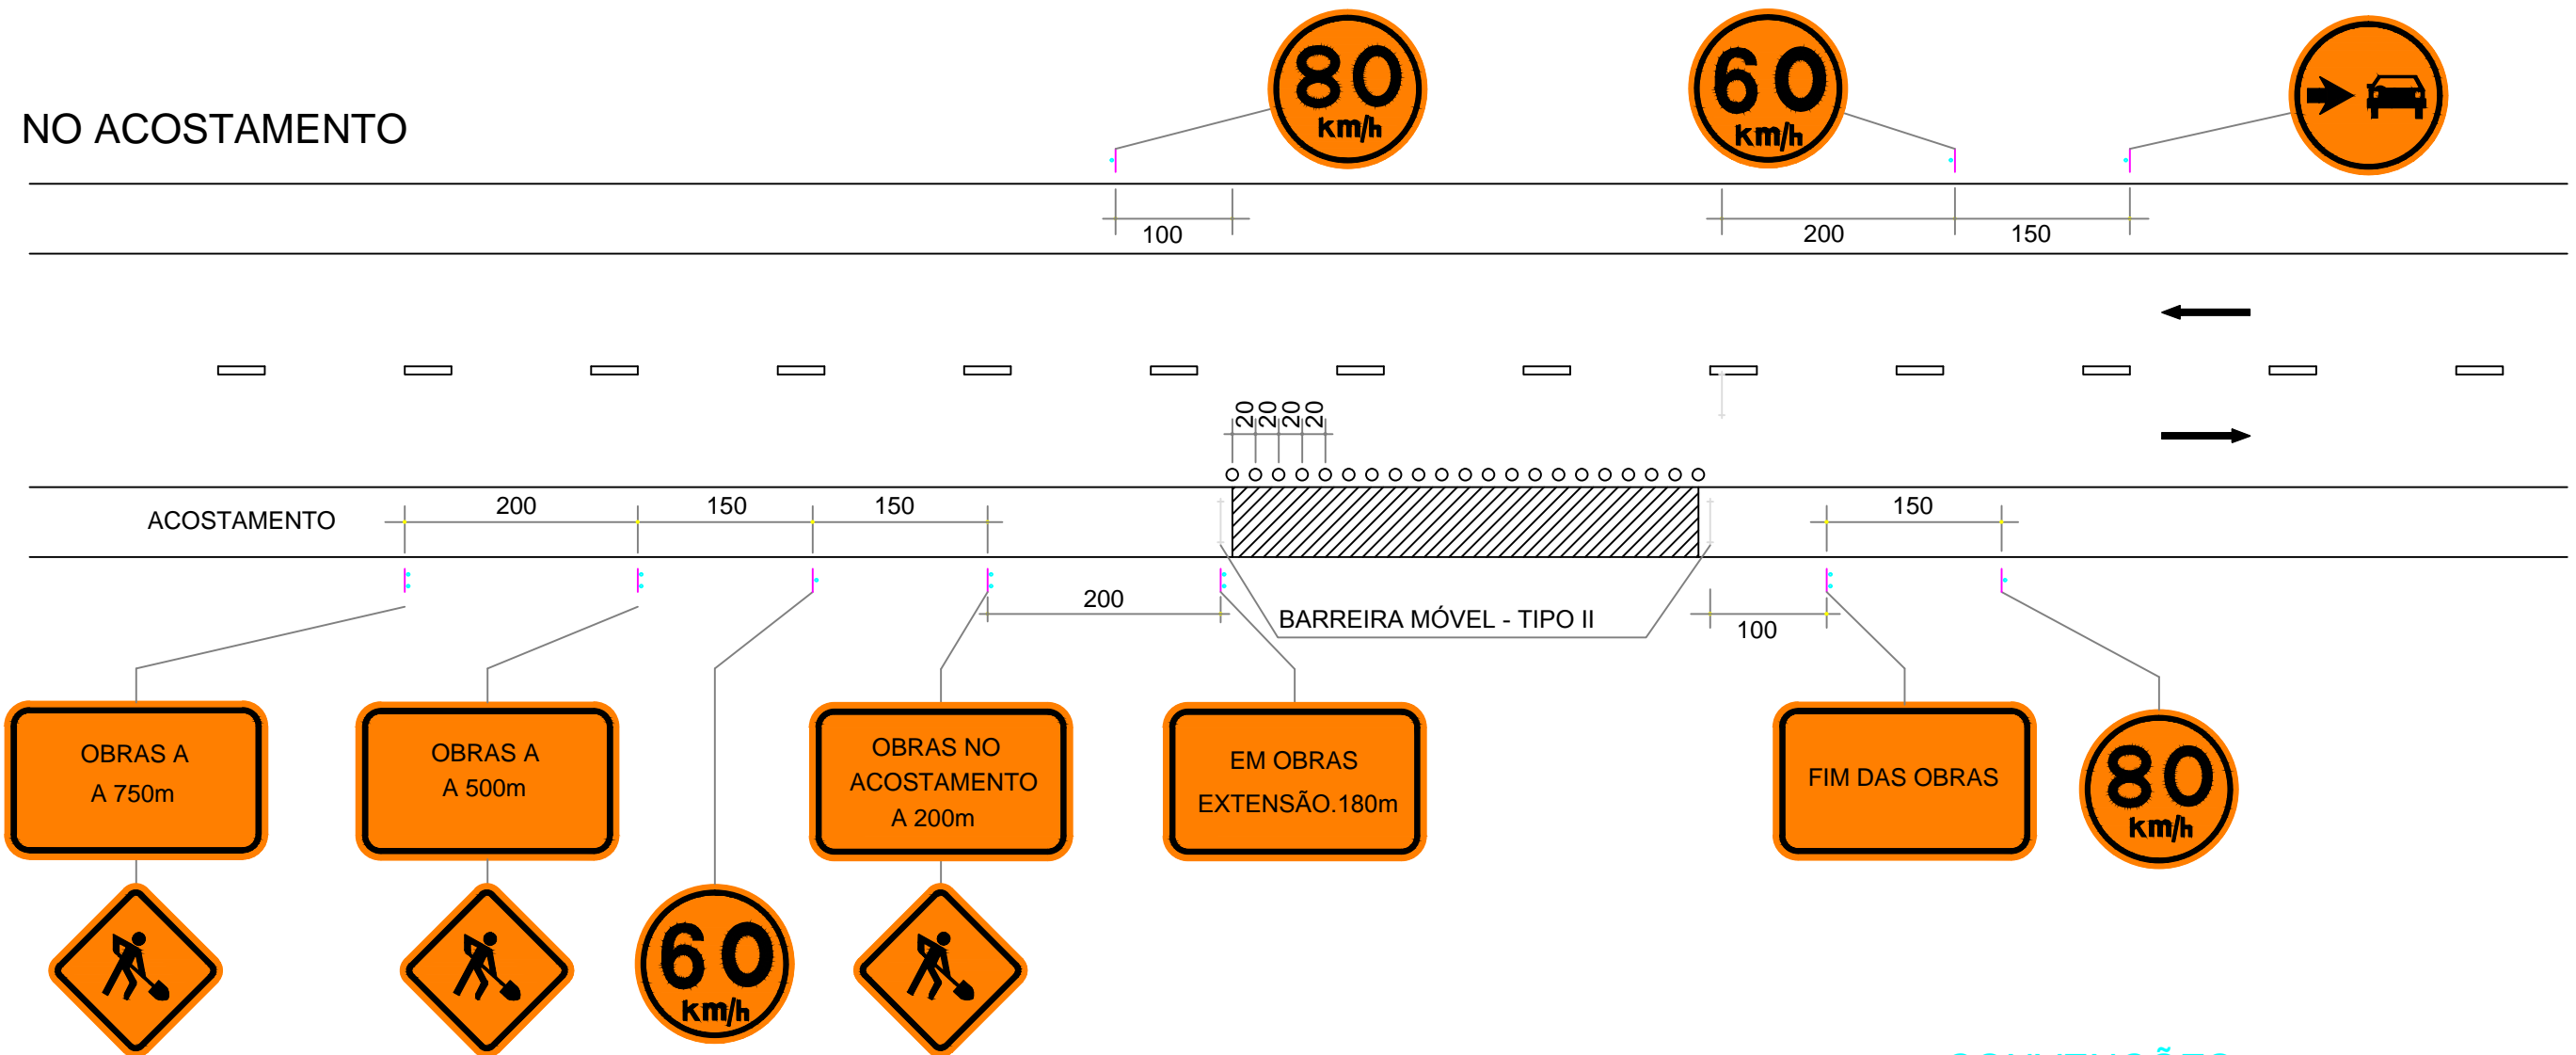 80
km/h
60
km/h
NO ACOSTAMENTO
100
200
150
20
20
20
20
ACOSTAMENTO
200
150
150
150
200
BARREIRA MÓVEL - TIPO II
100
OBRAS A
A 750m
OBRAS A
A 500m
OBRAS NO
ACOSTAMENTO
A 200m
EM OBRAS
EXTENSÃO.180m
FIM DAS OBRAS
80
km/h
60
km/h